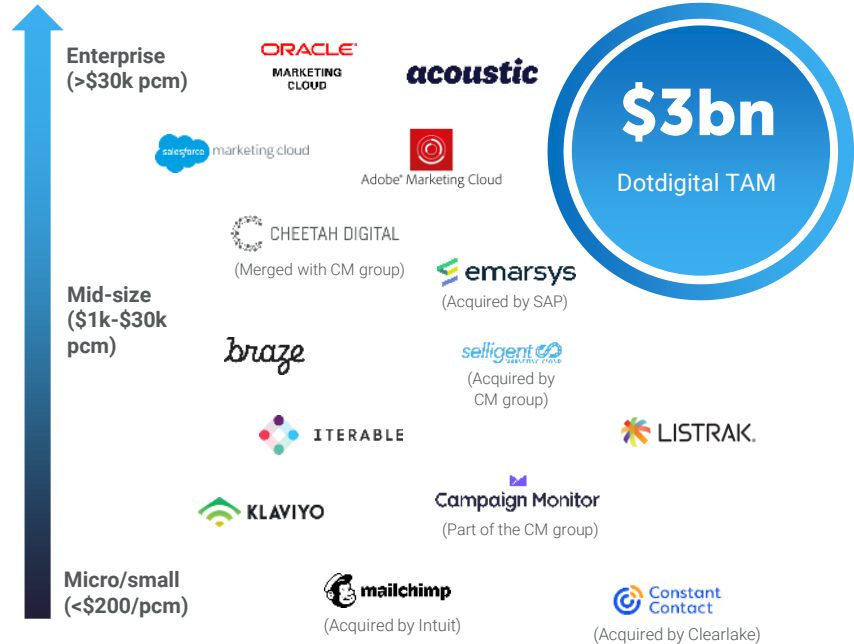 Enterprise
(>$30k pcm)
ORACLE®
MARKETING
CLOUD
acoustic
$3bn
Dotdigital TAM
salesforce marketing cloud
Adobe® Marketing Cloud
CHEETAH DIGITAL
(Merged with CM group)
emarsys
(Acquired by SAP)
Mid-size
($1k-$30k
pcm)
braze
selligent
MARKETING CLOUD
(Acquired by
CM group)
ITERABLE
LISTRAK.
KLAVIYO
Campaign Monitor
(Part of the CM group)
Micro/small
(<$200/pcm)
mailchimp
(Acquired by Intuit)
Constant
Contact
(Acquired by Clearlake)